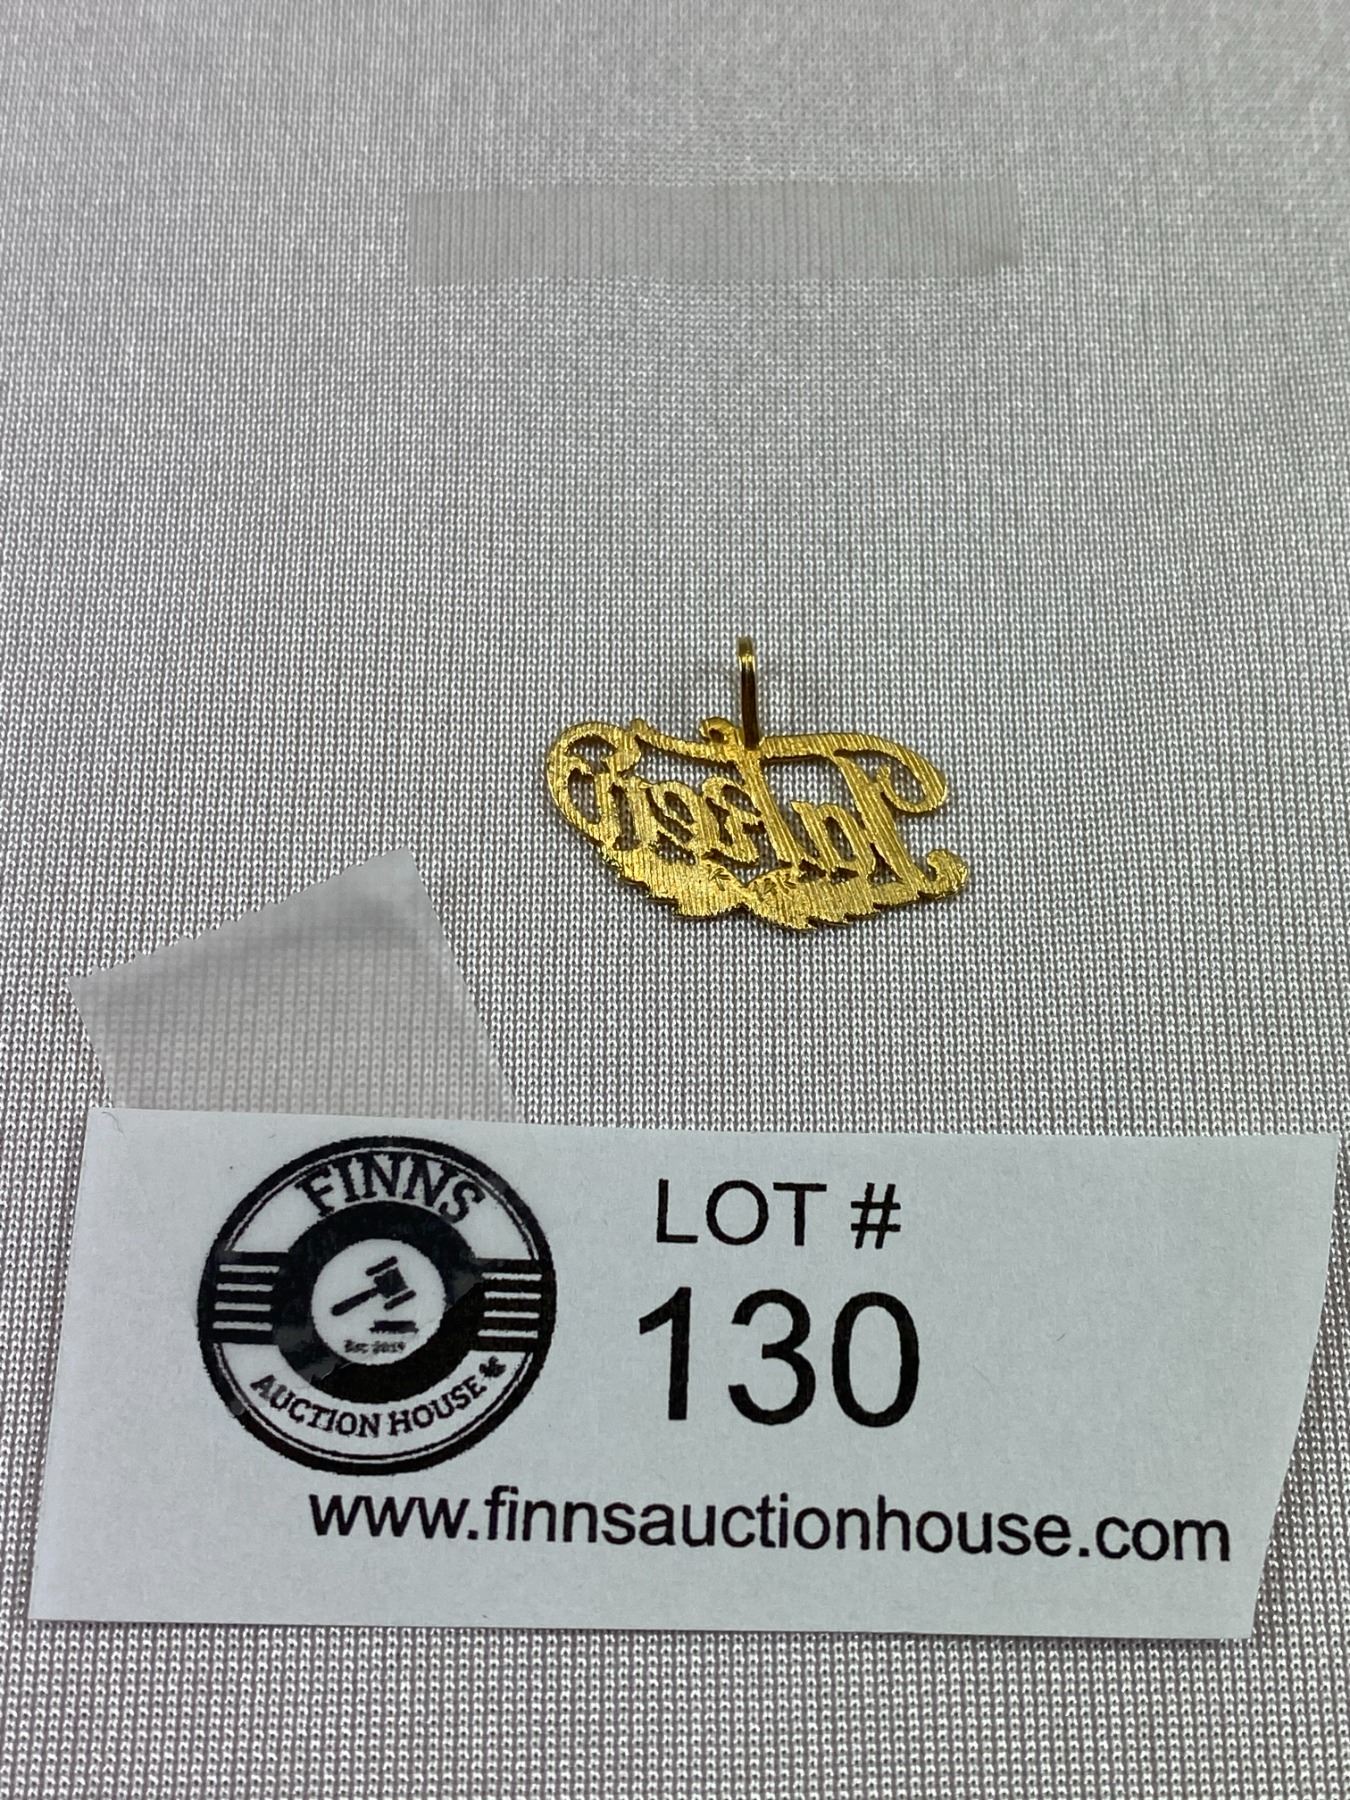 FINNS
Est 2019
AUCTION HOUSE
LOT #
130
www.finnsauctionhouse.com